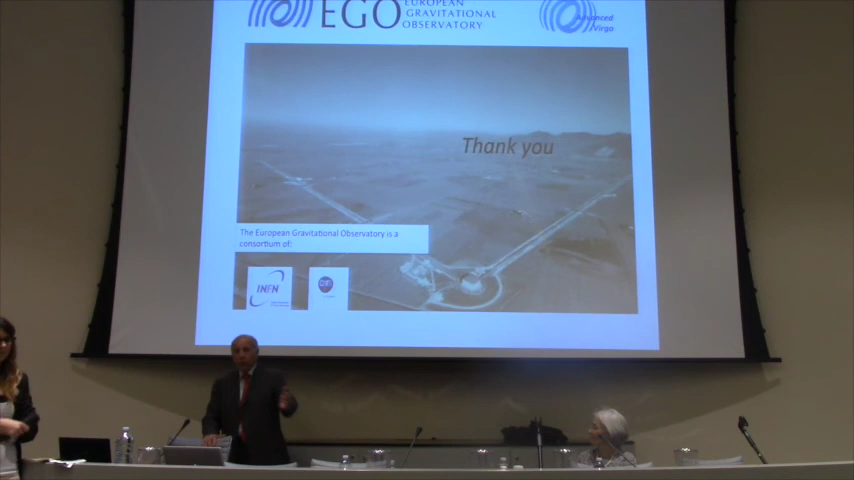 EGO
EUROPEAN
GRAVITATIONAL
OBSERVATORY
Advanced
Virgo
Thank you
The European Gravitational Observatory is a
consortium of:
INFN